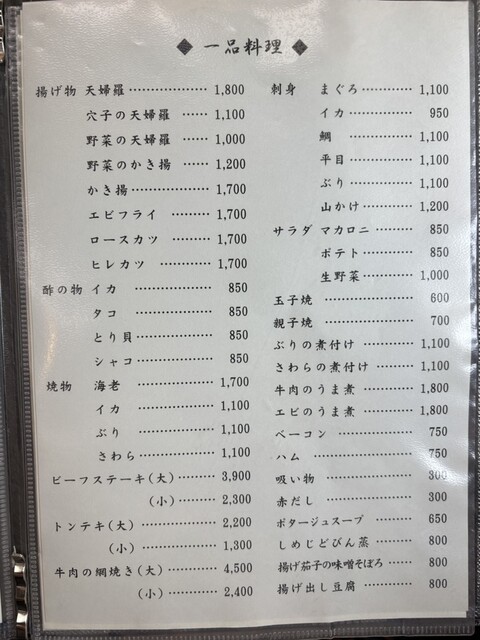 ◆ 一品料理 ◆
揚げ物 天婦羅 ……………… 1,800
穴子の天婦羅 …… 1,100
野菜の天婦羅 …… 1,000
野菜のかき揚 …… 1,200
かき揚 ……………… 1,700
エビフライ ……… 1,700
ロースカツ ……… 1,700
ヒレカツ ………… 1,700
酢の物 イカ ……………… 850
タコ ……………… 850
とり貝 …………… 850
シャコ …………… 850
焼物 海老 ……………… 1,700
イカ ……………… 1,100
ぶり ……………… 1,100
さわら …………… 1,100
ビーフステーキ(大) ……… 3,900
(小) ……… 2,300
トンテキ(大) …………… 2,200
(小) …………… 1,300
牛肉の網焼き(大) ………… 4,500
(小) ………… 2,400
刺身 まぐろ ………… 1,100
イカ …………… 950
鯛 …………… 1,100
平目 …………… 1,100
ぶり …………… 1,100
山かけ ………… 1,200
サラダ マカロニ ………… 850
ポテト ………… 850
生野菜 ………… 1,000
玉子焼 ……………… 600
親子焼 ……………… 700
ぶりの煮付け ………… 1,100
さわらの煮付け ……… 1,100
牛肉のうま煮 ………… 1,800
エビのうま煮 ………… 1,800
ベーコン …………… 750
ハム ……………… 750
吸い物 ……………… 300
赤だし ……………… 300
ポタージュスープ ……… 650
しめじどびん蒸 ……… 800
揚げ茄子の味噌そぼろ …… 800
揚げ出し豆腐 ………… 800